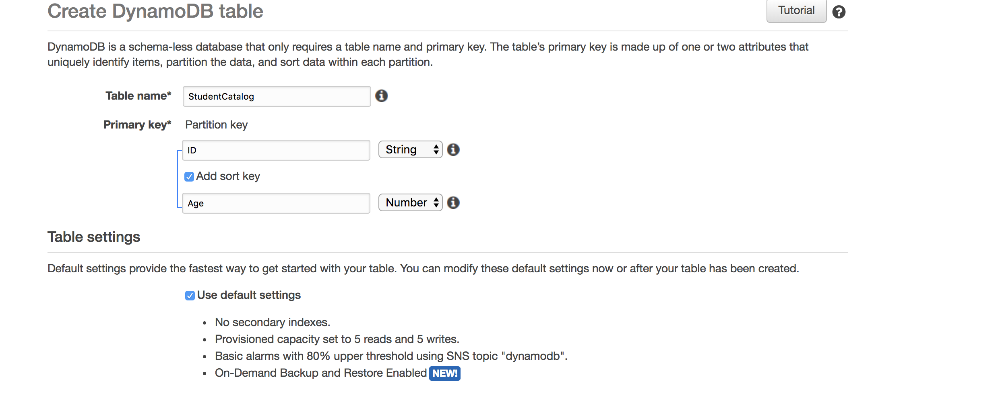 Create DynamoDB table
Tutorial
?
DynamoDB is a schema-less database that only requires a table name and primary key. The table’s primary key is made up of one or two attributes that
uniquely identify items, partition the data, and sort data within each partition.
Table name* StudentCatalog
Primary key* Partition key
ID String
Add sort key
Age Number
Table settings
Default settings provide the fastest way to get started with your table. You can modify these default settings now or after your table has been created.
Use default settings
• No secondary indexes.
• Provisioned capacity set to 5 reads and 5 writes.
• Basic alarms with 80% upper threshold using SNS topic "dynamodb".
• On-Demand Backup and Restore Enabled NEW!